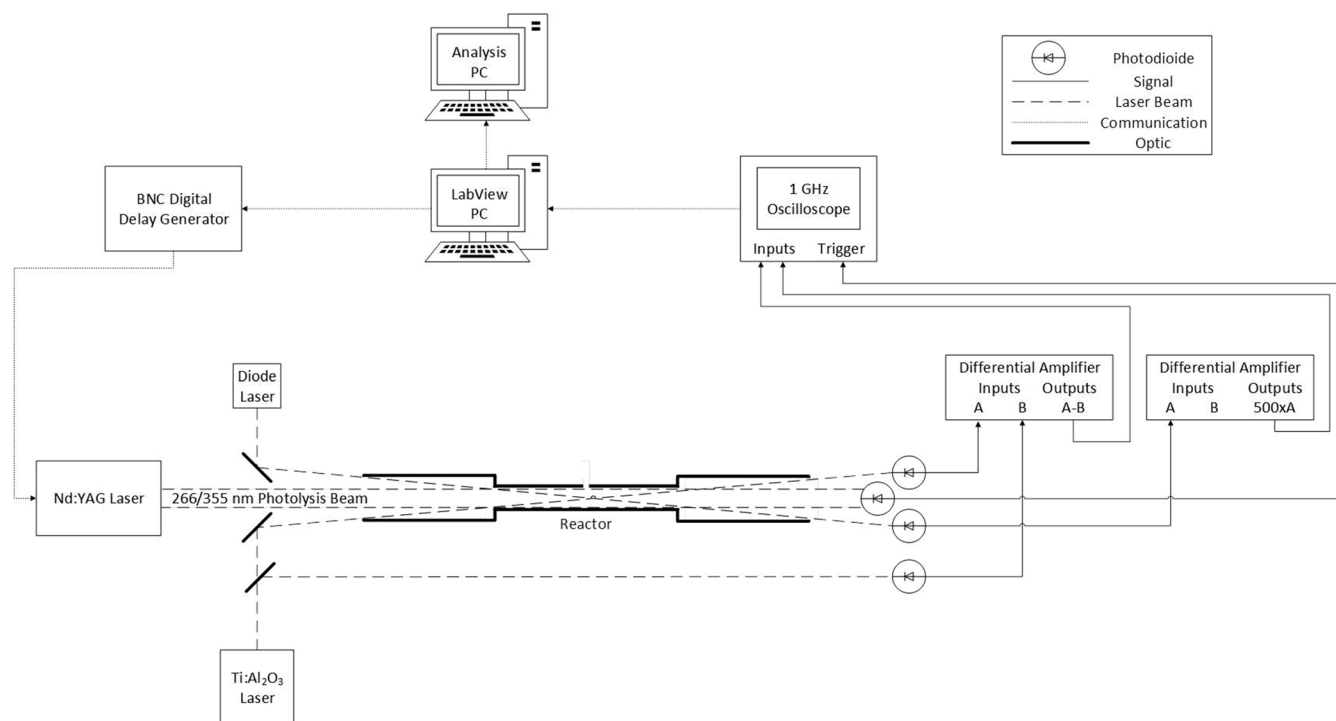 Analysis
PC
Photodioide
Signal
Laser Beam
Communication
Optic
BNC Digital
Delay Generator
LabView
PC
1 GHz
Oscilloscope
Inputs Trigger
Diode
Laser
Differential Amplifier
Inputs Outputs
A B A-B
Differential Amplifier
Inputs Outputs
A B 500xA
Nd:YAG Laser
266/355 nm Photolysis Beam
Reactor
Ti:Al₂O₃
Laser